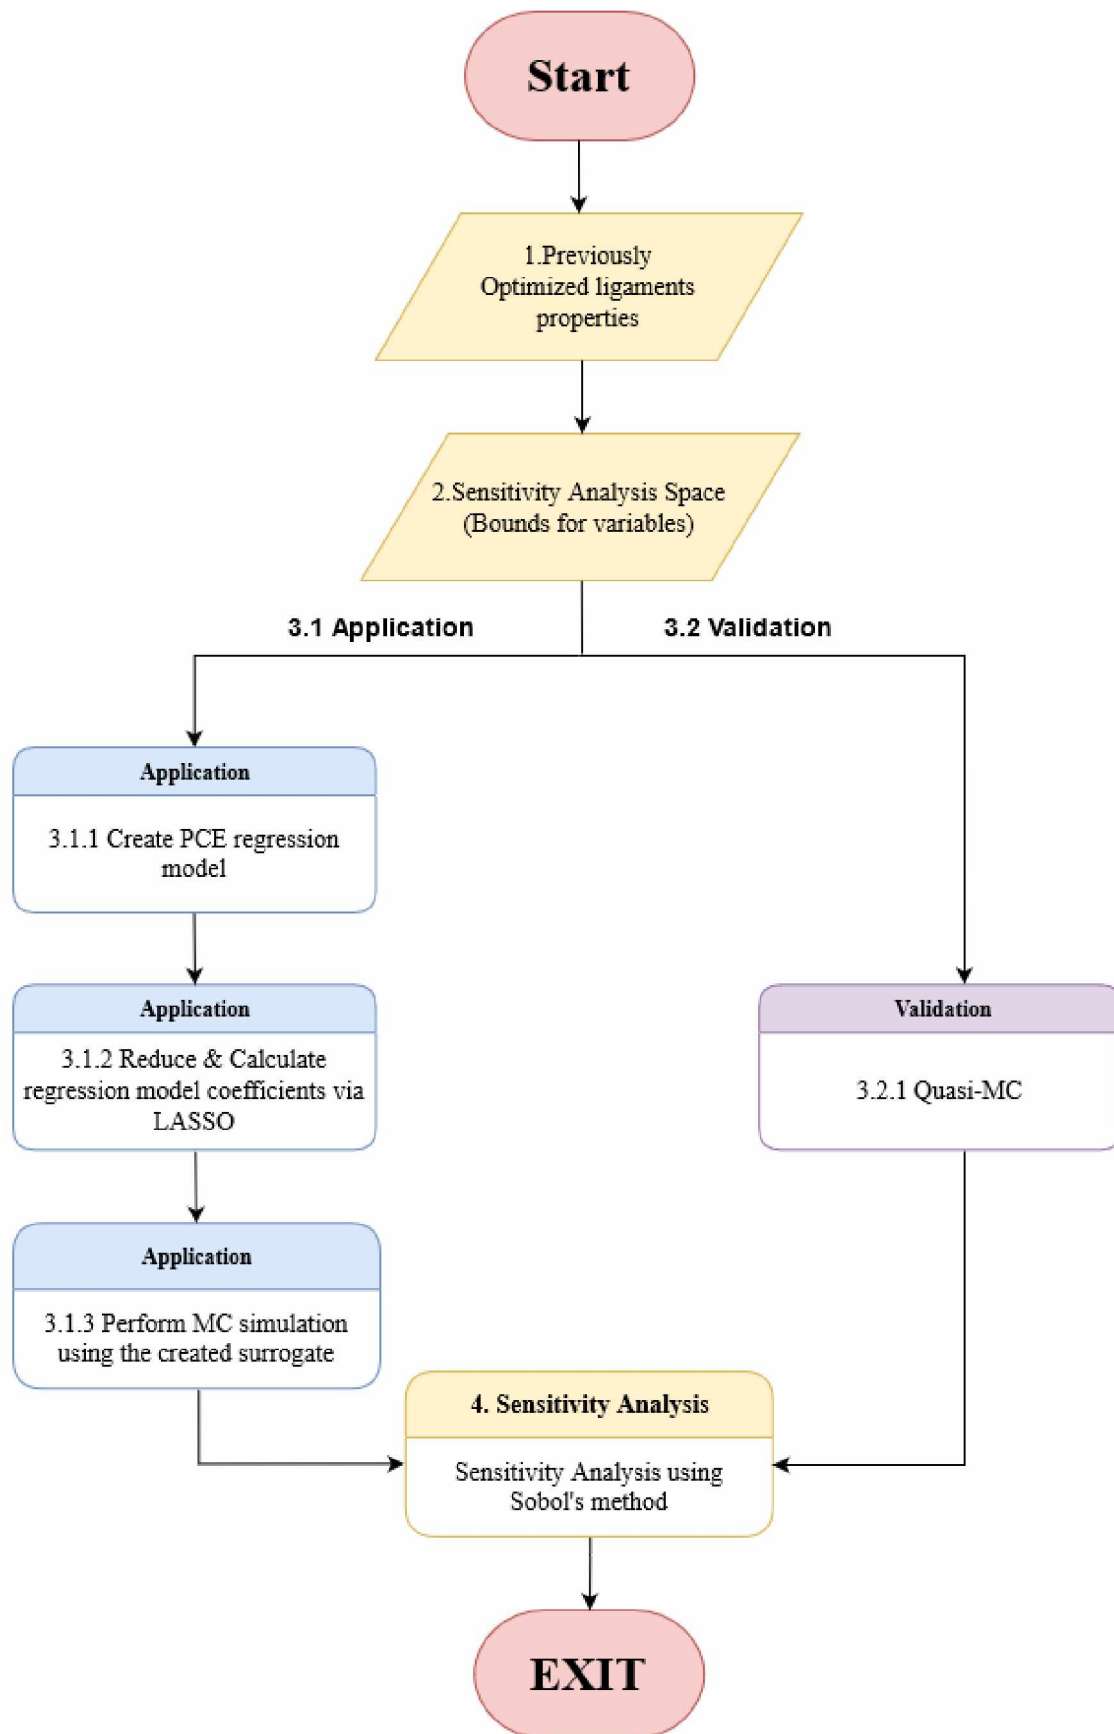 Start
1.Previously
Optimized ligaments
properties
2.Sensitivity Analysis Space
(Bounds for variables)
3.1 Application
3.2 Validation
Application
3.1.1 Create PCE regression
model
Application
3.1.2 Reduce & Calculate
regression model coefficients via
LASSO
Validation
3.2.1 Quasi-MC
Application
3.1.3 Perform MC simulation
using the created surrogate
4. Sensitivity Analysis
Sensitivity Analysis using
Sobol's method
EXIT